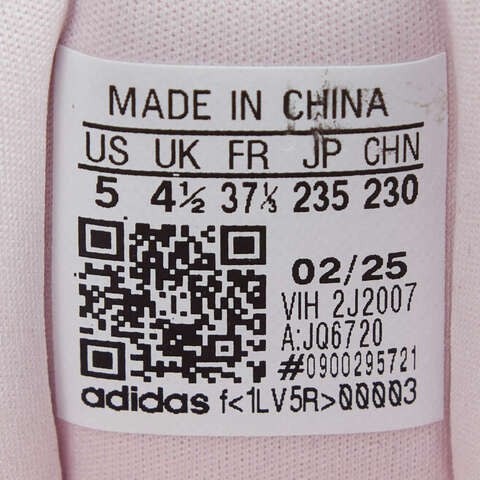 MADE IN CHINA
US UK FR JP CHN
5 4½ 37⅓ 235 230
02/25
VIH 2J2007
A:JQ6720
#0900295721
adidas f<1LV5R>00003